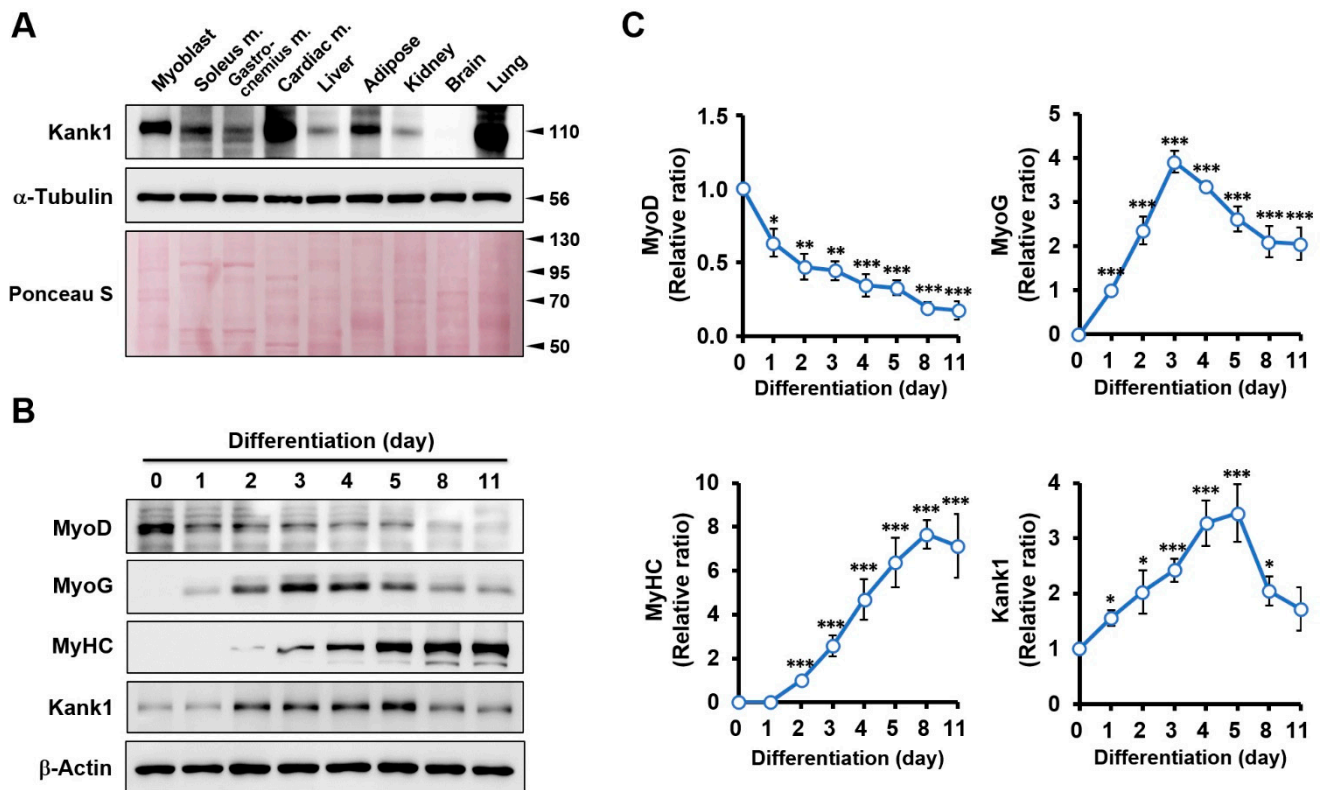 A
Myoblast
Soleus m.
Gastro-
cnemius m.
Cardiac m.
Liver
Adipose
Kidney
Brain
Lung
Kank1
110
α-Tubulin
56
Ponceau S
130
95
70
50
B
Differentiation (day)
0 1 2 3 4 5 8 11
MyoD
MyoG
MyHC
Kank1
β-Actin
C
MyoD
(Relative ratio)
1.5
1.0
0.5
0.0
* ** ** *** *** *** ***
0 1 2 3 4 5 8 11
Differentiation (day)
MyoG
(Relative ratio)
5
4
3
2
1
0
*** *** *** *** *** *** ***
0 1 2 3 4 5 8 11
Differentiation (day)
MyHC
(Relative ratio)
10
8
6
4
2
0
*** *** *** *** *** ***
0 1 2 3 4 5 8 11
Differentiation (day)
Kank1
(Relative ratio)
4
3
2
1
0
* * *** *** *** *
0 1 2 3 4 5 8 11
Differentiation (day)